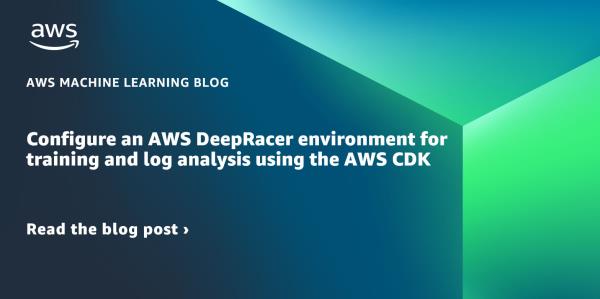 aws
AWS MACHINE LEARNING BLOG
Configure an AWS DeepRacer environment for
training and log analysis using the AWS CDK
Read the blog post ›